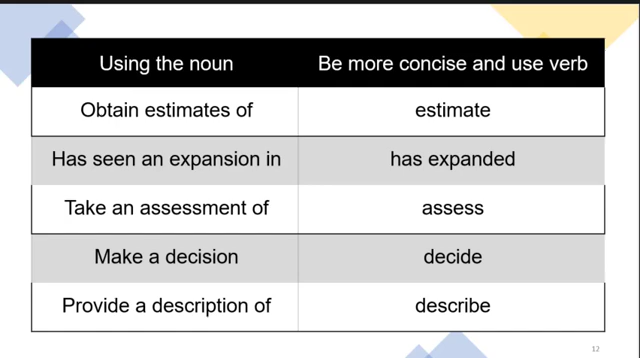 Using the noun Be more concise and use verb
Obtain estimates of estimate
Has seen an expansion in has expanded
Take an assessment of assess
Make a decision decide
Provide a description of describe
12